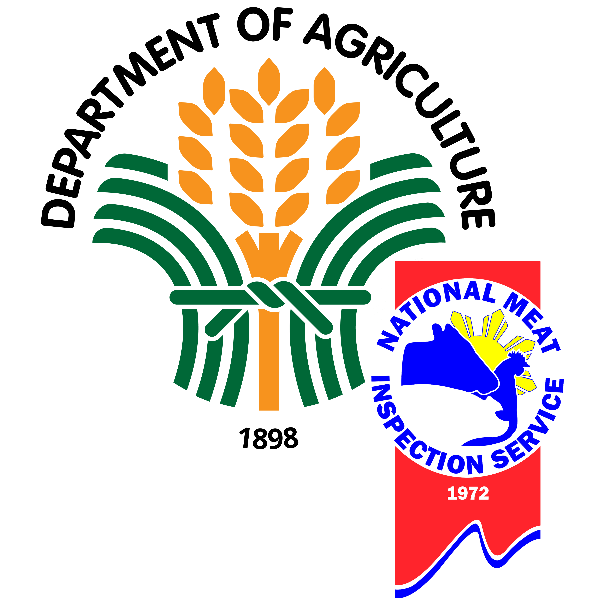 DEPARTMENT OF AGRICULTURE
1898
NATIONAL MEAT
INSPECTION SERVICE
1972